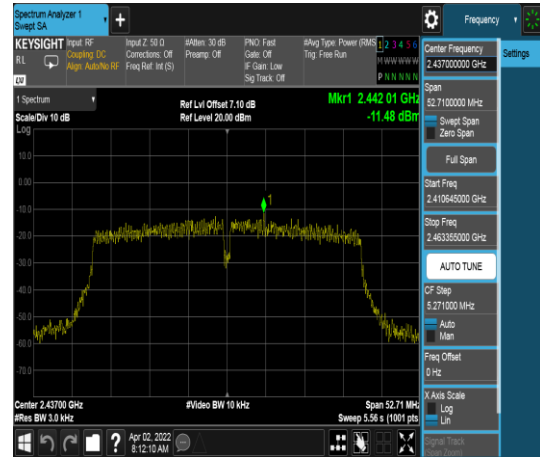 Spectrum Analyzer 1
Swept SA
+
Frequency
KEYSIGHT
RL
LXI
Input: RF
Coupling: DC
Align: Auto/No RF
Input Z: 50 Ω
Corrections: Off
Freq Ref: Int (S)
#Atten: 30 dB
Preamp: Off
PNO: Fast
Gate: Off
IF Gain: Low
Sig Track: Off
#Avg Type: Power (RMS
Trig: Free Run
1 2 3 4 5 6
M W W W W W
P N N N N N
1 Spectrum
Scale/Div 10 dB
Ref Lvl Offset 7.10 dB
Ref Level 20.00 dBm
Mkr1 2.442 01 GHz
-11.48 dBm
Log
10.0
0.00
-10.0
-20.0
-30.0
-40.0
-50.0
-60.0
-70.0
1
Center 2.43700 GHz
#Res BW 3.0 kHz
#Video BW 10 kHz
Span 52.71 MHz
Sweep 5.56 s (1001 pts
Apr 02, 2022
8:12:10 AM
Center Frequency
2.437000000 GHz
Settings
Span
52.7100000 MHz
Swept Span
Zero Span
Full Span
Start Freq
2.410645000 GHz
Stop Freq
2.463355000 GHz
AUTO TUNE
CF Step
5.271000 MHz
Auto
Man
Freq Offset
0 Hz
X Axis Scale
Log
Lin
Signal Track
(Span Zoom)